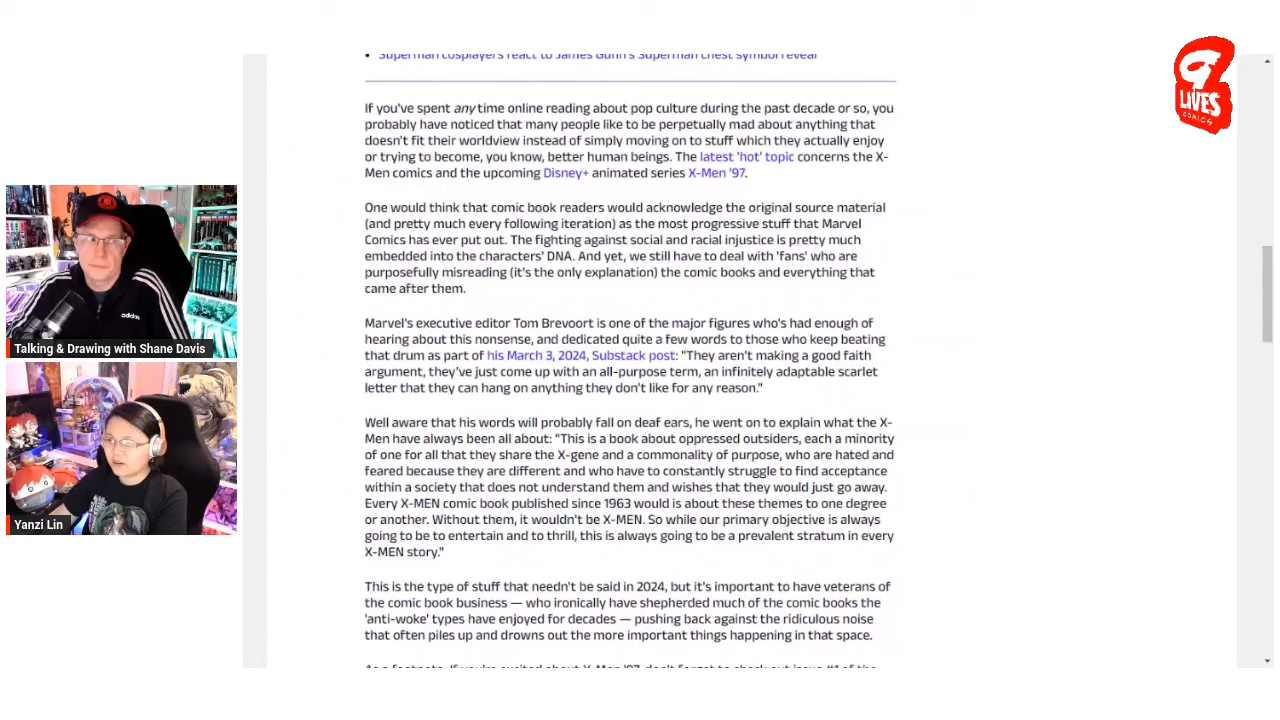 Superman cosplayers react to James Gunn's Superman chest symbol reveal
If you've spent any time online reading about pop culture during the past decade or so, you
probably have noticed that many people like to be perpetually mad about anything that
doesn't fit their worldview instead of simply moving on to stuff which they actually enjoy
or trying to become, you know, better human beings. The latest 'hot' topic concerns the X-
Men comics and the upcoming Disney+ animated series X-Men '97.
One would think that comic book readers would acknowledge the original source material
(and pretty much every following iteration) as the most progressive stuff that Marvel
Comics has ever put out. The fighting against social and racial injustice is pretty much
embedded into the characters' DNA. And yet, we still have to deal with 'fans' who are
purposefully misreading (it's the only explanation) the comic books and everything that
came after them.
Marvel's executive editor Tom Brevoort is one of the major figures who's had enough of
hearing about this nonsense, and dedicated quite a few words to those who keep beating
that drum as part of his March 3, 2024, Substack post: "They aren't making a good faith
argument, they've just come up with an all-purpose term, an infinitely adaptable scarlet
letter that they can hang on anything they don't like for any reason."
Well aware that his words will probably fall on deaf ears, he went on to explain what the X-
Men have always been all about: "This is a book about oppressed outsiders, each a minority
of one for all that they share the X-gene and a commonality of purpose, who are hated and
feared because they are different and who have to constantly struggle to find acceptance
within a society that does not understand them and wishes that they would just go away.
Every X-MEN comic book published since 1963 would is about these themes to one degree
or another. Without them, it wouldn't be X-MEN. So while our primary objective is always
going to be to entertain and to thrill, this is always going to be a prevalent stratum in every
X-MEN story."
This is the type of stuff that needn't be said in 2024, but it's important to have veterans of
the comic book business — who ironically have shepherded much of the comic books the
'anti-woke' types have enjoyed for decades — pushing back against the ridiculous noise
that often piles up and drowns out the more important things happening in that space.
As a footnote, If you're excited about X-Men '97, don't forget to check out issue #1 of the
adidas
Talking & Drawing with Shane Davis
Yanzi Lin
9
LIVES
COMICS